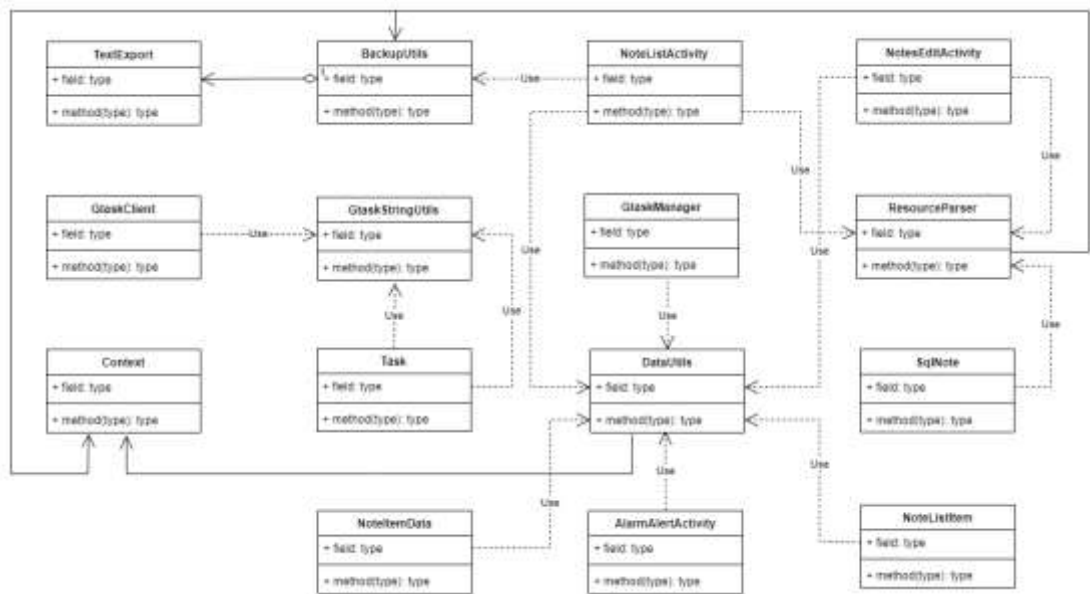 TextExport
+ field: type
+ method(type): type
BackupUtils
1
+ field: type
+ method(type): type
Use
NoteListActivity
+ field: type
+ method(type): type
NotesEditActivity
+ field: type
+ method(type): type
Use
Use
GtaskClient
+ field: type
+ method(type): type
Use
GtaskStringUtils
+ field: type
+ method(type): type
Use
GtaskManager
+ field: type
+ method(type): type
Use
ResourceParser
+ field: type
+ method(type): type
Use
Use
Use
Use
Context
+ field: type
+ method(type): type
Task
+ field: type
+ method(type): type
DataUtils
+ field: type
+ method(type): type
SqlNote
+ field: type
+ method(type): type
Use
Use
Use
NoteItemData
+ field: type
+ method(type): type
AlarmAlertActivity
+ field: type
+ method(type): type
NoteListItem
+ field: type
+ method(type): type